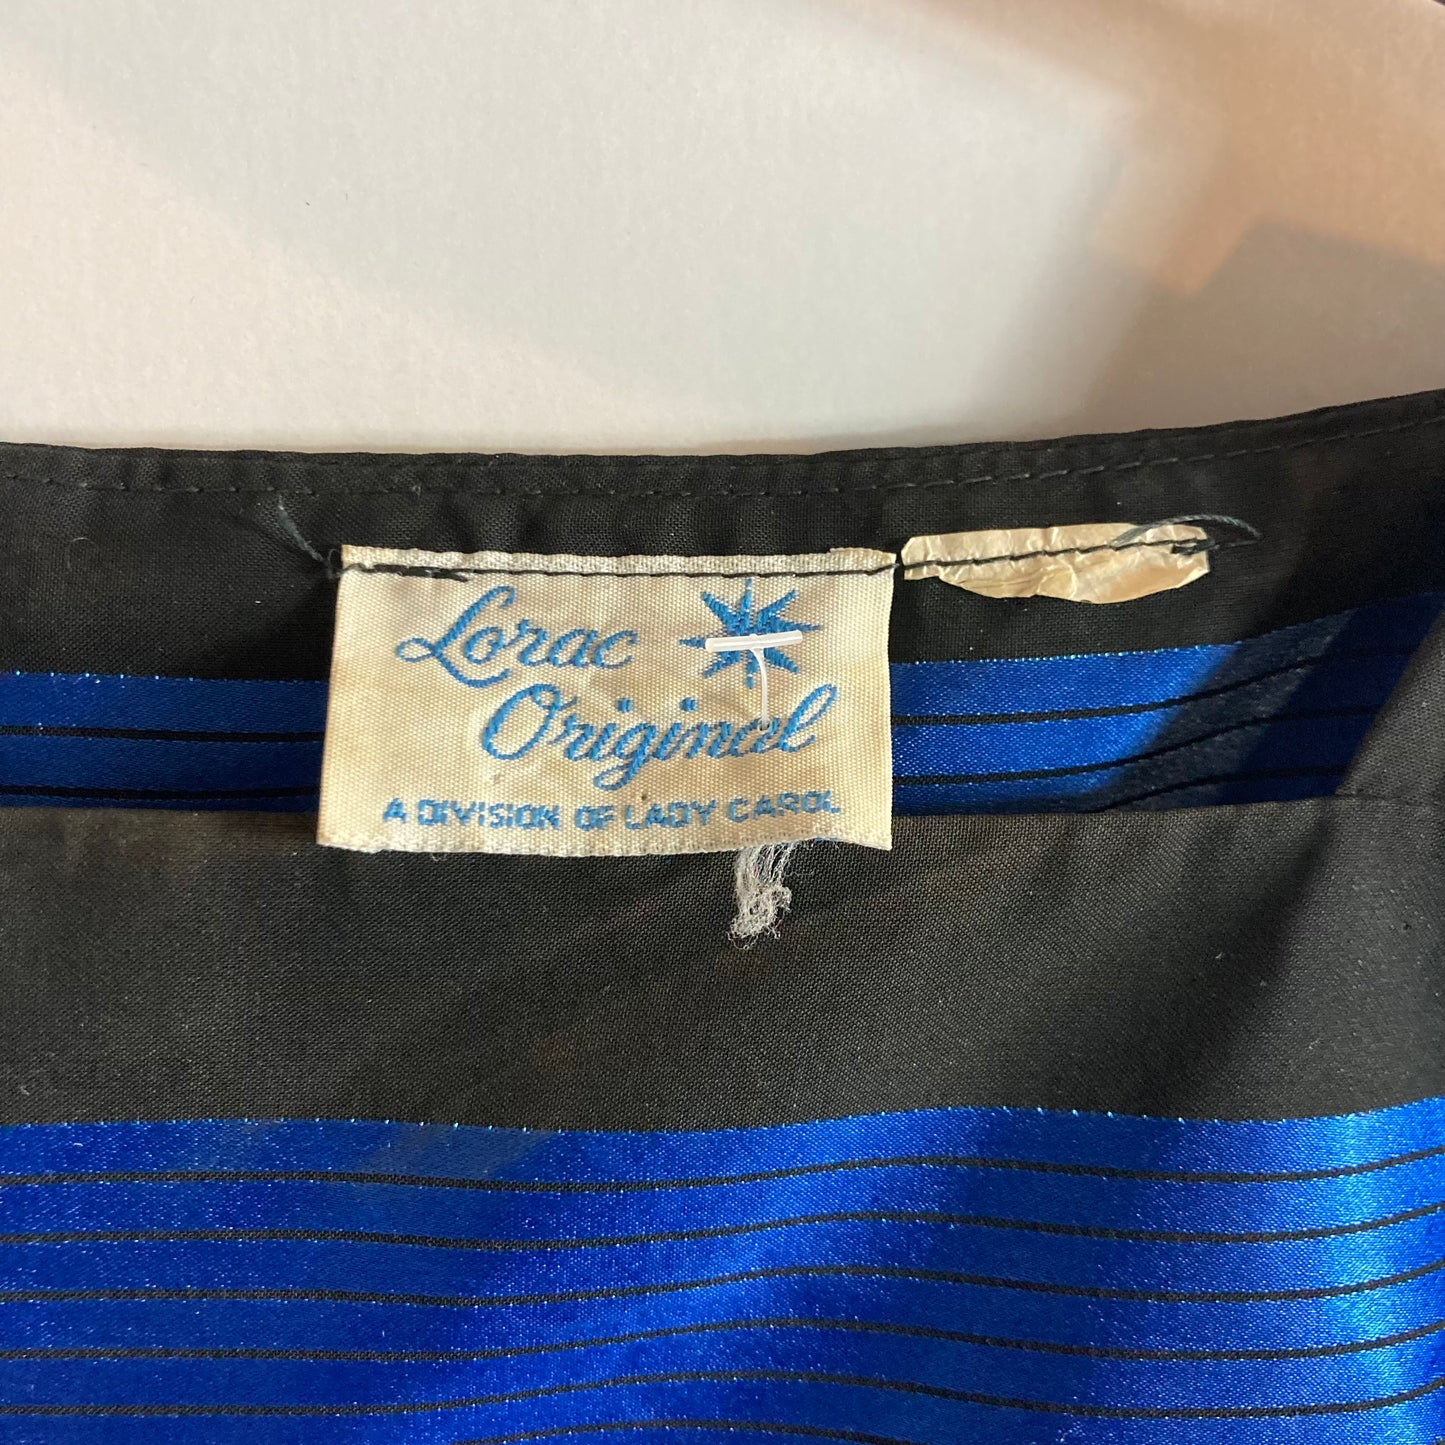 Lorac
Original
A DIVISION OF LADY CAROL